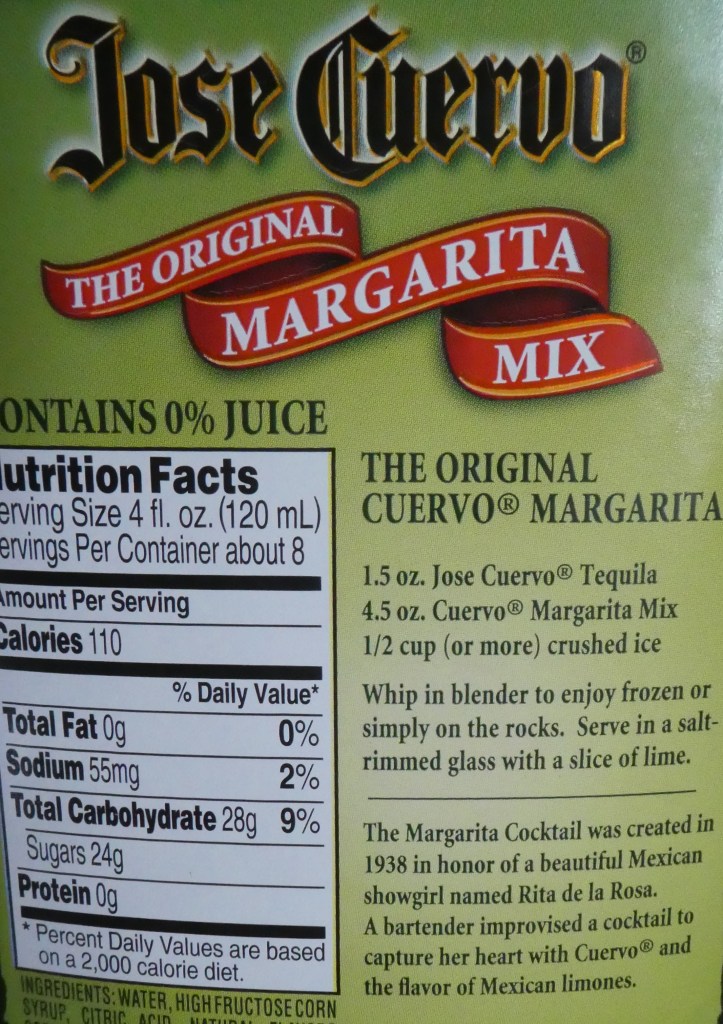 Jose Cuervo®
THE ORIGINAL
MARGARITA
MIX
ONTAINS 0% JUICE
utrition Facts
erving Size 4 fl. oz. (120 mL)
ervings Per Container about 8
Amount Per Serving
Calories 110
% Daily Value*
Total Fat 0g 0%
Sodium 55mg 2%
Total Carbohydrate 28g 9%
Sugars 24g
Protein 0g
* Percent Daily Values are based
on a 2,000 calorie diet.
INGREDIENTS: WATER, HIGH FRUCTOSE CORN
SYRUP, CITRIC ACID, NATURAL
THE ORIGINAL
CUERVO® MARGARITA
1.5 oz. Jose Cuervo® Tequila
4.5 oz. Cuervo® Margarita Mix
1/2 cup (or more) crushed ice
Whip in blender to enjoy frozen or
simply on the rocks. Serve in a salt-
rimmed glass with a slice of lime.
The Margarita Cocktail was created in
1938 in honor of a beautiful Mexican
showgirl named Rita de la Rosa.
A bartender improvised a cocktail to
capture her heart with Cuervo® and
the flavor of Mexican limones.